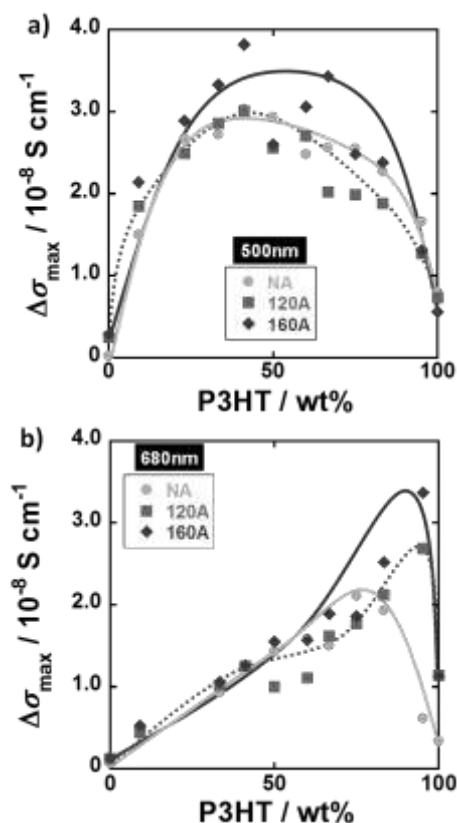 a)
4.0
3.0
2.0
1.0
0
Δσmax / 10⁻⁸ S cm⁻¹
500nm
NA
120A
160A
0 50 100
P3HT / wt%
b)
4.0
3.0
2.0
1.0
0
Δσmax / 10⁻⁸ S cm⁻¹
680nm
NA
120A
160A
0 50 100
P3HT / wt%